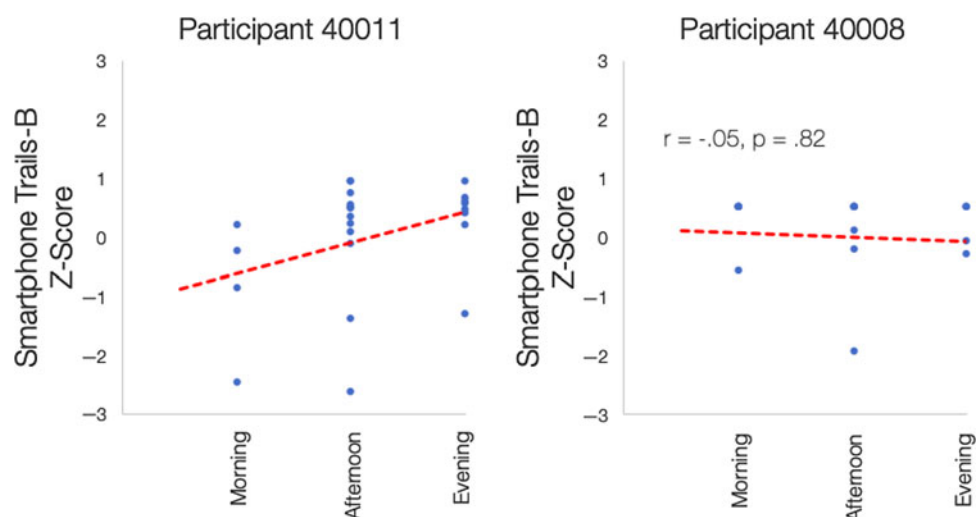 Participant 40011
Smartphone Trails-B
Z-Score
3
2
1
0
−1
−2
−3
Morning
Afternoon
Evening
Participant 40008
Smartphone Trails-B
Z-Score
3
2
1
0
−1
−2
−3
r = -.05, p = .82
Morning
Afternoon
Evening